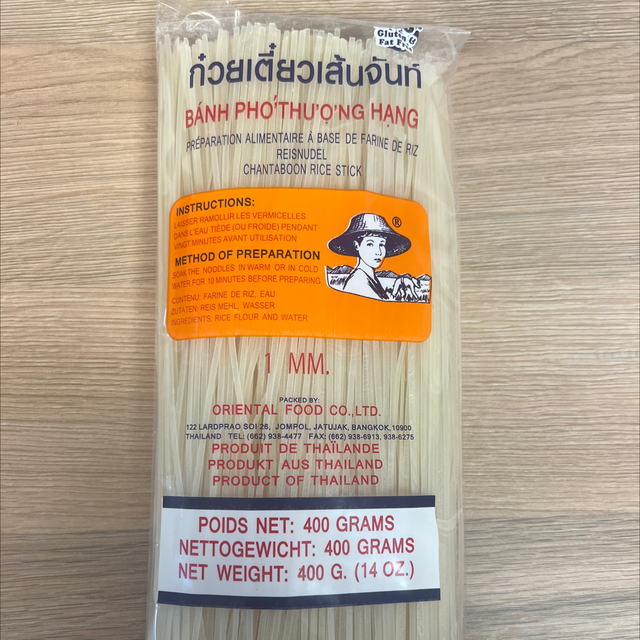 Gluten &
Fat Free
ก๋วยเตี๋ยวเส้นจันท์
BÁNH PHỞ THƯỢNG HẠNG
PRÉPARATION ALIMENTAIRE À BASE DE FARINE DE RIZ
REISNUDEL
CHANTABOON RICE STICK
INSTRUCTIONS:
LAISSER RAMOLLIR LES VERMICELLES
DANS L'EAU TIÈDE (OU FROIDE) PENDANT
VINGT MINUTES AVANT UTILISATION
METHOD OF PREPARATION
SOAK THE NOODLES IN WARM OR IN COLD
WATER FOR 10 MINUTES BEFORE PREPARING
CONTENU: FARINE DE RIZ, EAU
ZUTATEN: REIS MEHL, WASSER
INGREDIENTS: RICE FLOUR AND WATER
®
1 MM.
PACKED BY:
ORIENTAL FOOD CO.,LTD.
122 LARDPRAO SOI 26, JOMPOL, JATUJAK, BANGKOK,10900
THAILAND TEL: (662) 938-4477 FAX: (662) 938-6913, 938-6275
PRODUIT DE THAÏLANDE
PRODUKT AUS THAILAND
PRODUCT OF THAILAND
POIDS NET: 400 GRAMS
NETTOGEWICHT: 400 GRAMS
NET WEIGHT: 400 G. (14 OZ.)